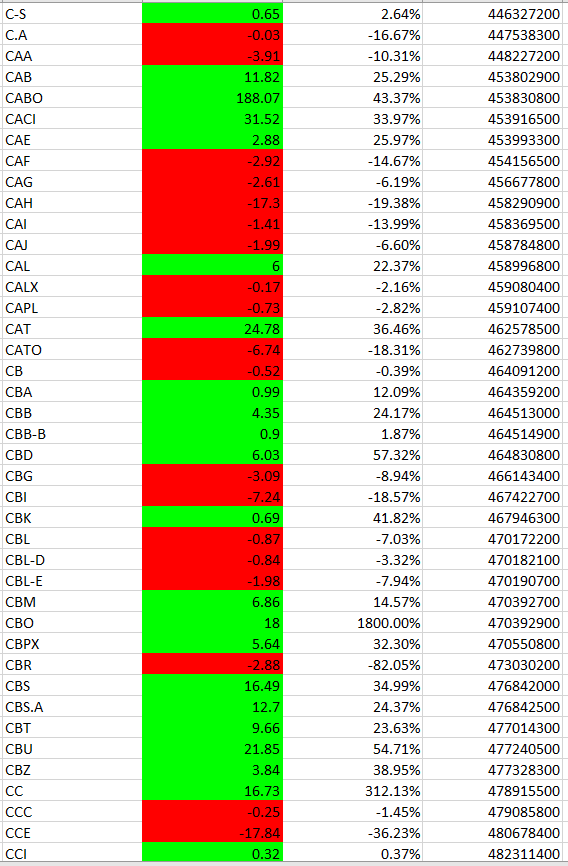 C-S 0.65 2.64% 446327200
C.A -0.03 -16.67% 447538300
CAA -3.91 -10.31% 448227200
CAB 11.82 25.29% 453802900
CABO 188.07 43.37% 453830800
CACI 31.52 33.97% 453916500
CAE 2.88 25.97% 453993300
CAF -2.92 -14.67% 454156500
CAG -2.61 -6.19% 456677800
CAH -17.3 -19.38% 458290900
CAI -1.41 -13.99% 458369500
CAJ -1.99 -6.60% 458784800
CAL 6 22.37% 458996800
CALX -0.17 -2.16% 459080400
CAPL -0.73 -2.82% 459107400
CAT 24.78 36.46% 462578500
CATO -6.74 -18.31% 462739800
CB -0.52 -0.39% 464091200
CBA 0.99 12.09% 464359200
CBB 4.35 24.17% 464513000
CBB-B 0.9 1.87% 464514900
CBD 6.03 57.32% 464830800
CBG -3.09 -8.94% 466143400
CBI -7.24 -18.57% 467422700
CBK 0.69 41.82% 467946300
CBL -0.87 -7.03% 470172200
CBL-D -0.84 -3.32% 470182100
CBL-E -1.98 -7.94% 470190700
CBM 6.86 14.57% 470392700
CBO 18 1800.00% 470392900
CBPX 5.64 32.30% 470550800
CBR -2.88 -82.05% 473030200
CBS 16.49 34.99% 476842000
CBS.A 12.7 24.37% 476842500
CBT 9.66 23.63% 477014300
CBU 21.85 54.71% 477240500
CBZ 3.84 38.95% 477328300
CC 16.73 312.13% 478915500
CCC -0.25 -1.45% 479085800
CCE -17.84 -36.23% 480678400
CCI 0.32 0.37% 482311400